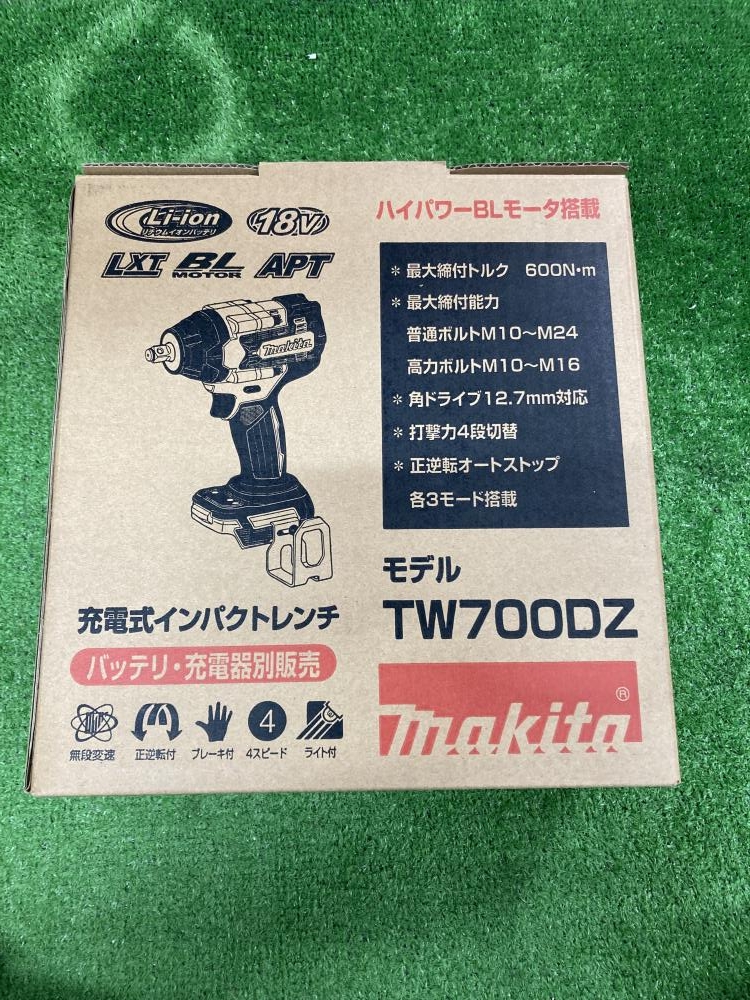 Li-ion
リチウムイオンバッテリ
18V
LXT BL MOTOR APT
makita
ハイパワーBLモータ搭載
＊最大締付トルク 600N・m
＊最大締付能力
普通ボルトM10～M24
高力ボルトM10～M16
＊角ドライブ12.7mm対応
＊打撃力4段切替
＊正逆転オートストップ
各3モード搭載
充電式インパクトレンチ
バッテリ・充電器別販売
モデル
TW700DZ
4
無段変速 正逆転付 ブレーキ付 4スピード ライト付
makita®